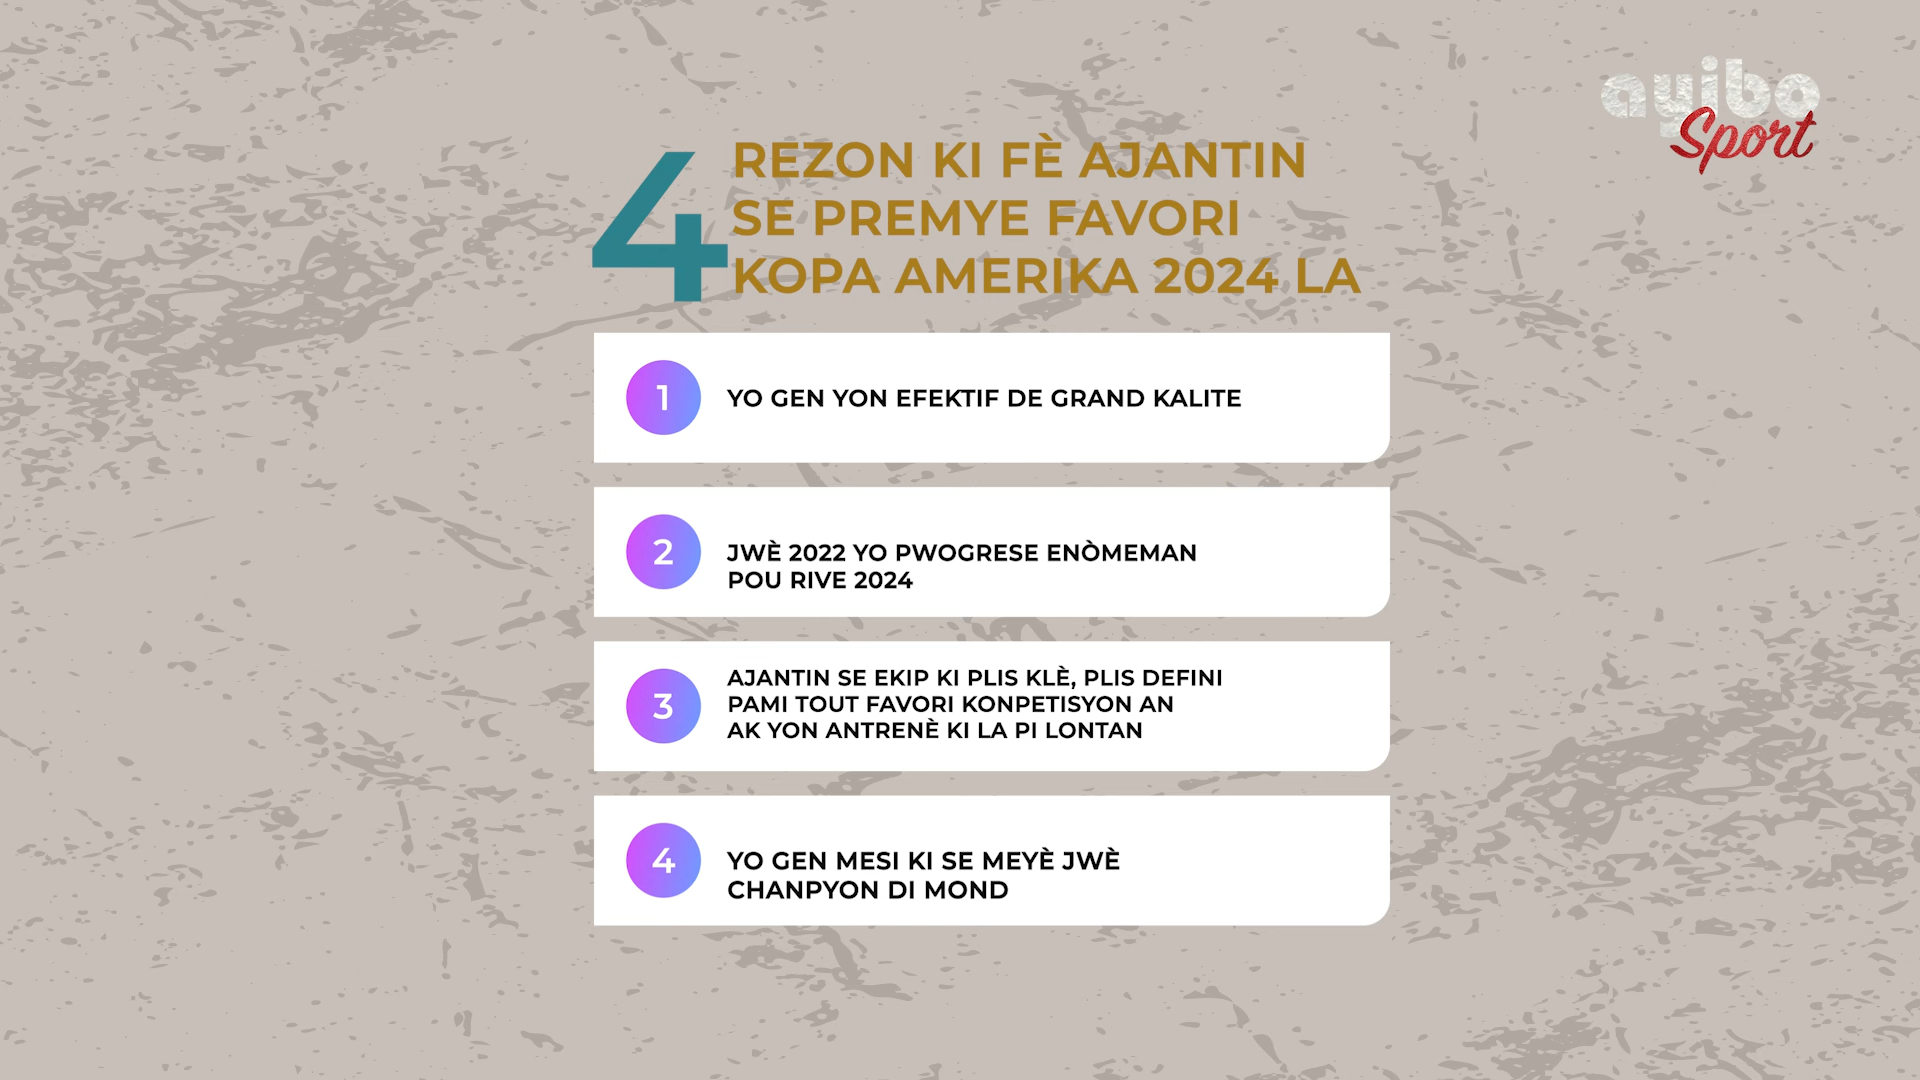 ayibo
Sport
4 REZON KI FÈ AJANTIN
SE PREMYE FAVORI
KOPA AMERIKA 2024 LA
1 YO GEN YON EFEKTIF DE GRAND KALITE
2 JWÈ 2022 YO PWOGRESE ENÒMEMAN
POU RIVE 2024
3 AJANTIN SE EKIP KI PLIS KLÈ, PLIS DEFINI
PAMI TOUT FAVORI KONPETISYON AN
AK YON ANTRENÈ KI LA PI LONTAN
4 YO GEN MESI KI SE MEYÈ JWÈ
CHANPYON DI MOND